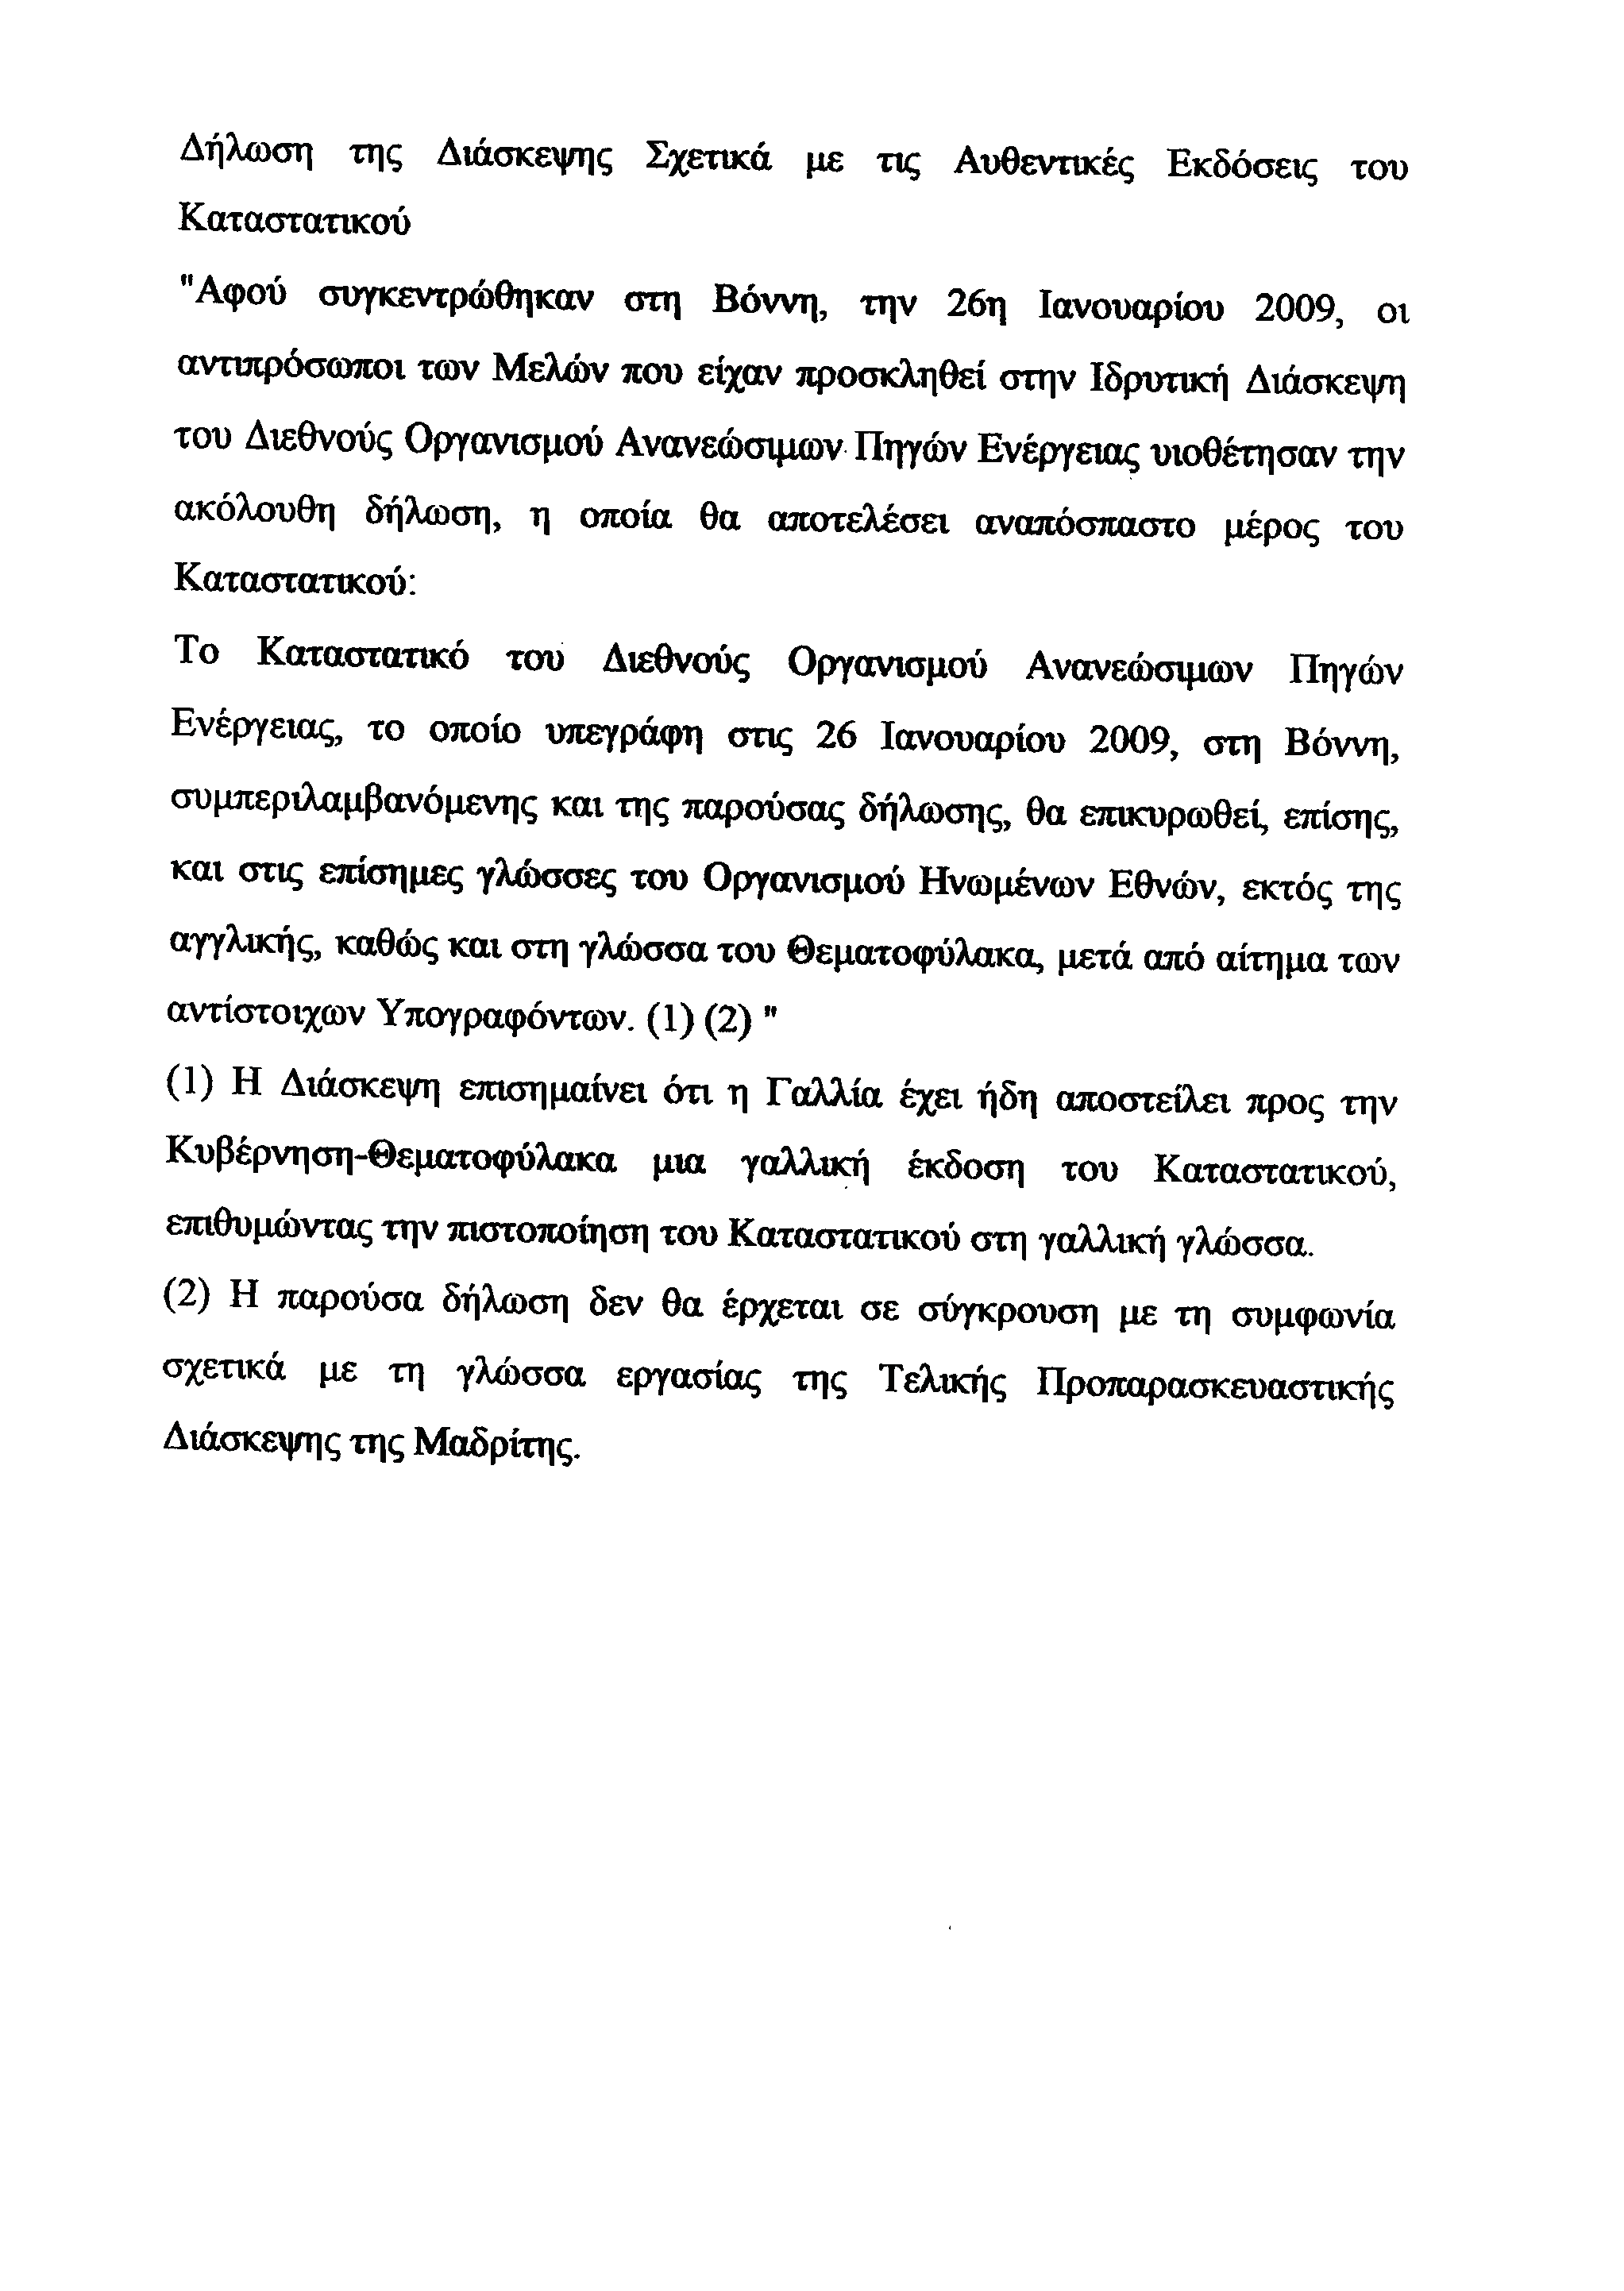 Δήλωση της Διάσκεψης Σχετικά με τις Αυθεντικές Εκδόσεις του
Καταστατικού
"Αφού συγκεντρώθηκαν στη Βόννη, την 26η Ιανουαρίου 2009, οι
αντιπρόσωποι των Μελών που είχαν προσκληθεί στην Ιδρυτική Διάσκεψη
του Διεθνούς Οργανισμού Ανανεώσιμων Πηγών Ενέργειας υιοθέτησαν την
ακόλουθη δήλωση, η οποία θα αποτελέσει αναπόσπαστο μέρος του
Καταστατικού:
Το Καταστατικό του Διεθνούς Οργανισμού Ανανεώσιμων Πηγών
Ενέργειας, το οποίο υπεγράφη στις 26 Ιανουαρίου 2009, στη Βόννη,
συμπεριλαμβανόμενης και της παρούσας δήλωσης, θα επικυρωθεί, επίσης,
και στις επίσημες γλώσσες του Οργανισμού Ηνωμένων Εθνών, εκτός της
αγγλικής, καθώς και στη γλώσσα του Θεματοφύλακα, μετά από αίτημα των
αντίστοιχων Υπογραφόντων. (1) (2) "
(1) Η Διάσκεψη επισημαίνει ότι η Γαλλία έχει ήδη αποστείλει προς την
Κυβέρνηση-Θεματοφύλακα μια γαλλική έκδοση του Καταστατικού,
επιθυμώντας την πιστοποίηση του Καταστατικού στη γαλλική γλώσσα.
(2) Η παρούσα δήλωση δεν θα έρχεται σε σύγκρουση με τη συμφωνία
σχετικά με τη γλώσσα εργασίας της Τελικής Προπαρασκευαστικής
Διάσκεψης της Μαδρίτης.